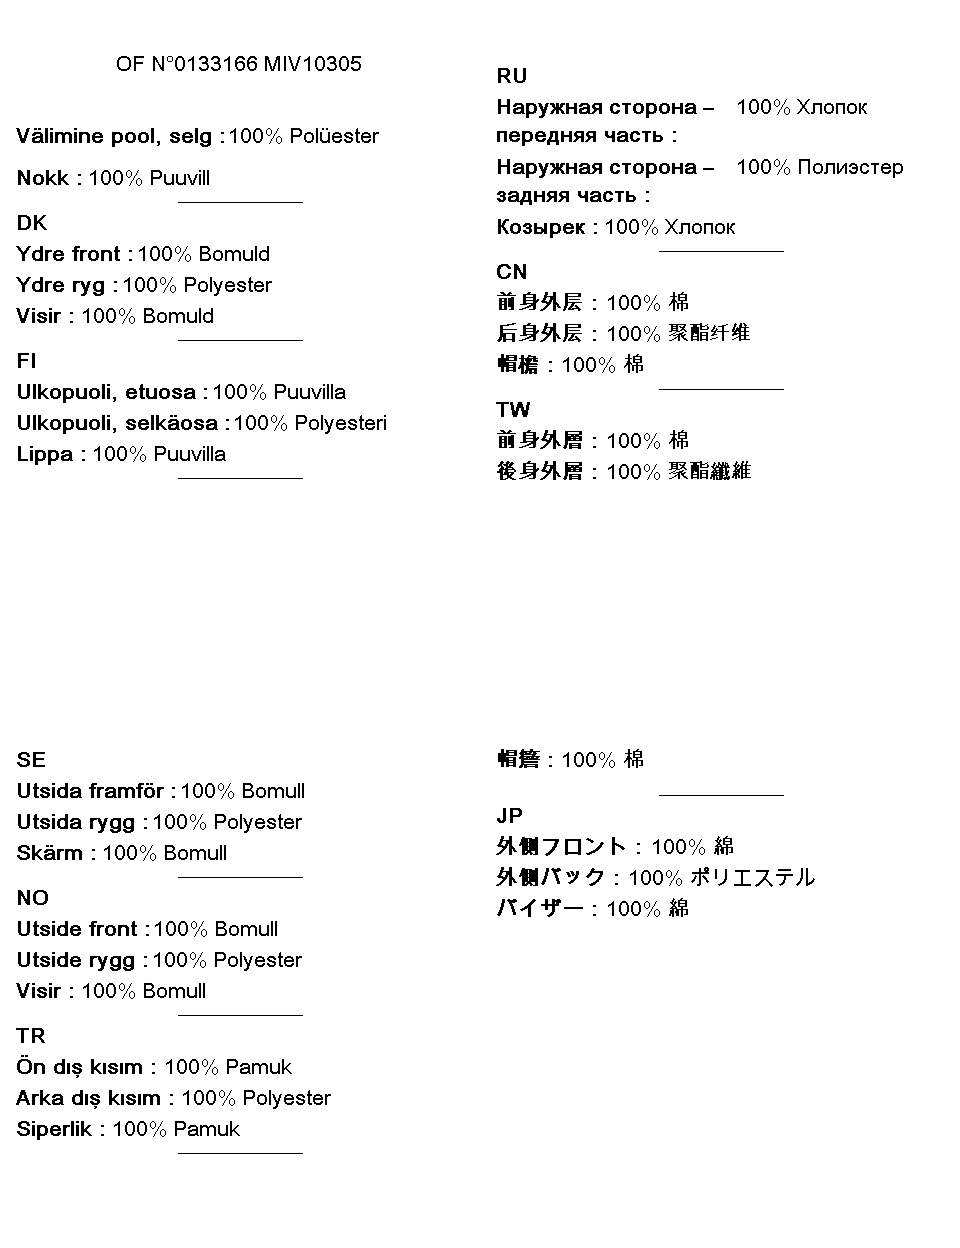 OF N°0133166 MIV10305
Välimine pool, selg : 100% Polüester
Nokk : 100% Puuvill
DK
Ydre front : 100% Bomuld
Ydre ryg : 100% Polyester
Visir : 100% Bomuld
FI
Ulkopuoli, etuosa : 100% Puuvilla
Ulkopuoli, selkäosa : 100% Polyesteri
Lippa : 100% Puuvilla
RU
Наружная сторона – 100% Хлопок
передняя часть :
Наружная сторона – 100% Полиэстер
задняя часть :
Козырек : 100% Хлопок
CN
前身外层 : 100% 棉
后身外层 : 100% 聚酯纤维
帽檐 : 100% 棉
TW
前身外層 : 100% 棉
後身外層 : 100% 聚酯纖維
SE
Utsida framför : 100% Bomull
Utsida rygg : 100% Polyester
Skärm : 100% Bomull
NO
Utside front : 100% Bomull
Utside rygg : 100% Polyester
Visir : 100% Bomull
TR
Ön dış kısım : 100% Pamuk
Arka dış kısım : 100% Polyester
Siperlik : 100% Pamuk
帽簷 : 100% 棉
JP
外側フロント : 100% 綿
外側バック : 100% ポリエステル
バイザー : 100% 綿